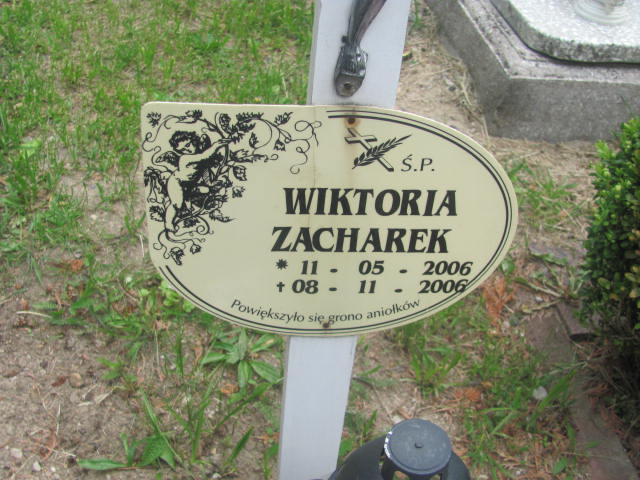 Ś.P.
WIKTORIA
ZACHAREK
* 11 - 05 - 2006
✝ 08 - 11 - 2006
Powiększyło się grono aniołków